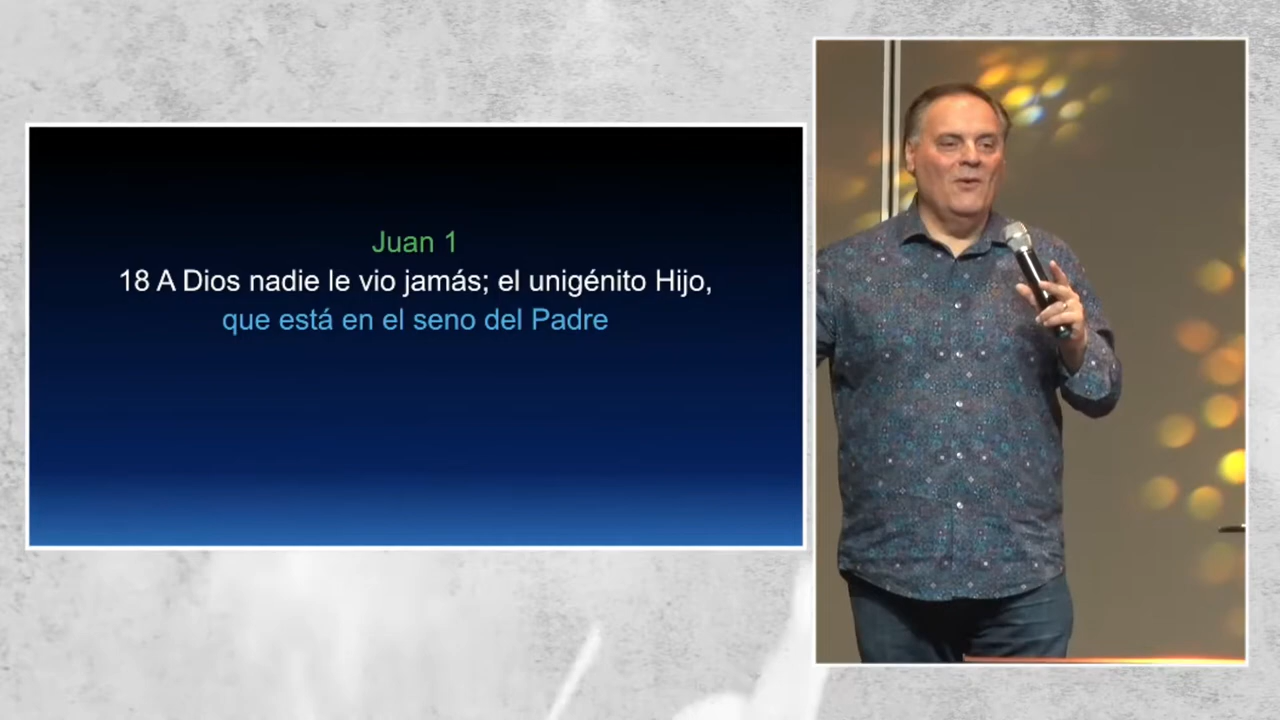 Juan 1
18 A Dios nadie le vio jamás; el unigénito Hijo,
que está en el seno del Padre